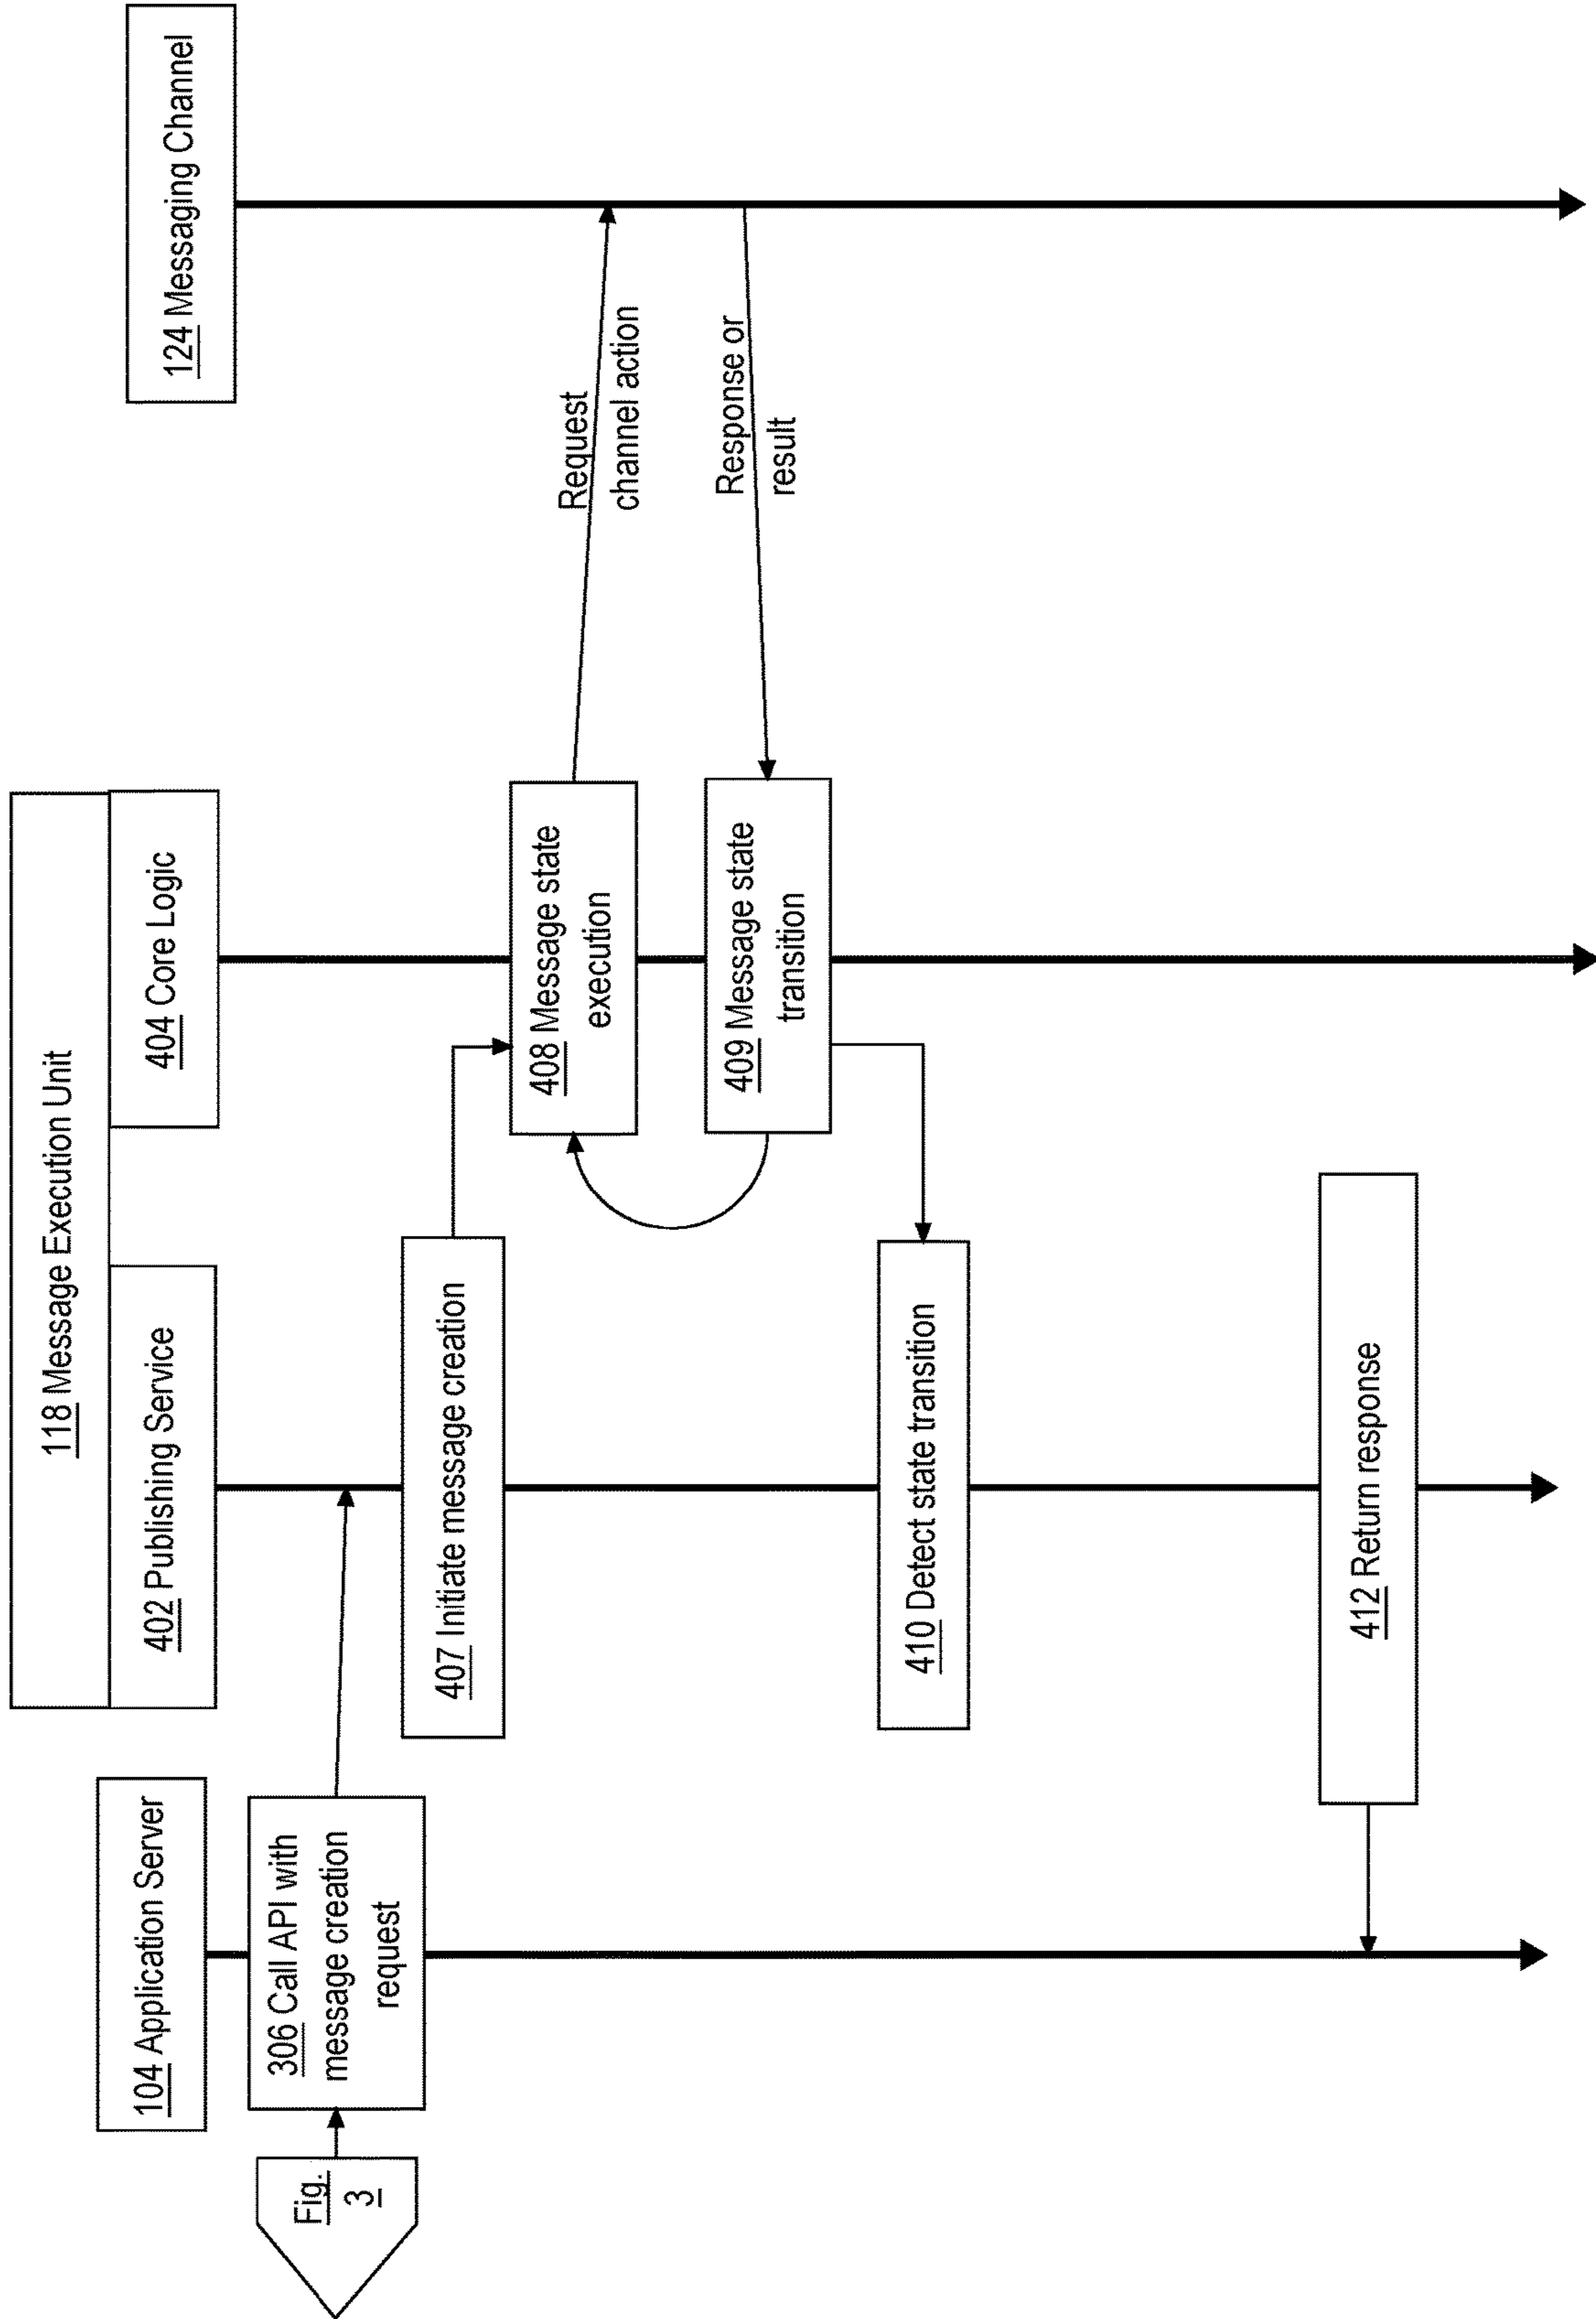 118 Message Execution Unit
104 Application Server
402 Publishing Service
404 Core Logic
124 Messaging Channel
Fig.
3
306 Call API with
message creation
request
407 Initiate message creation
408 Message state
execution
Request
channel action
409 Message state
transition
Response or
result
410 Detect state transition
412 Return response